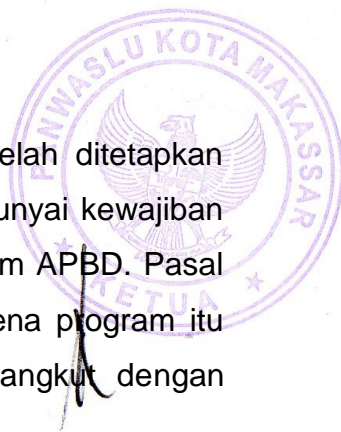 PANWASLU KOTA MAKASSAR
KETUA
elah ditetapkan
unyai kewajiban
m APBD. Pasal
ena program itu
angkut dengan